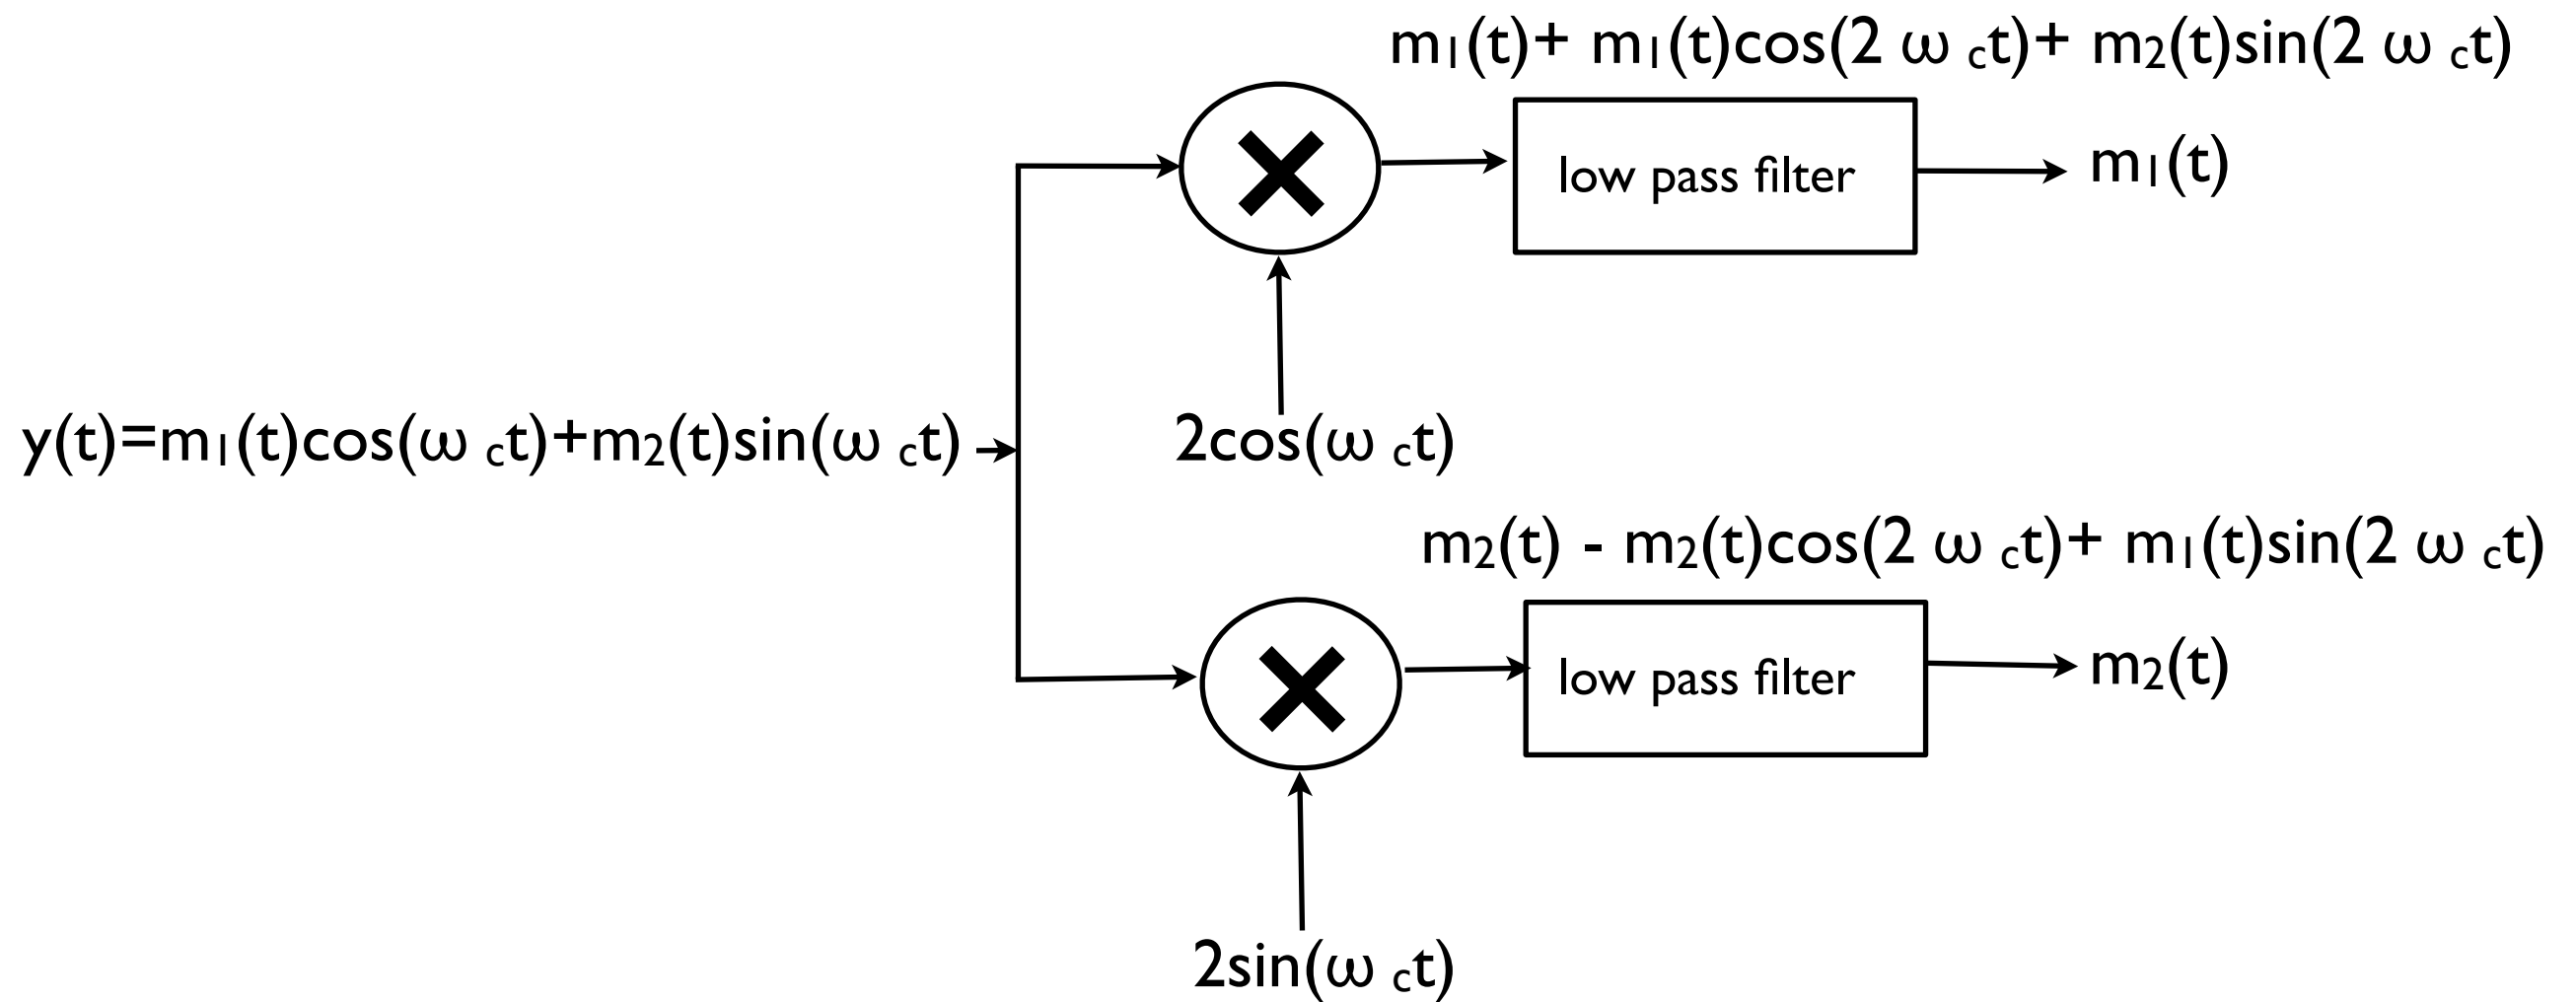 m₁(t)+ m₁(t)cos(2 ω ct)+ m₂(t)sin(2 ω ct)
low pass filter
m₁(t)
y(t)=m₁(t)cos(ω ct)+m₂(t)sin(ω ct)
2cos(ω ct)
m₂(t) - m₂(t)cos(2 ω ct)+ m₁(t)sin(2 ω ct)
low pass filter
m₂(t)
2sin(ω ct)